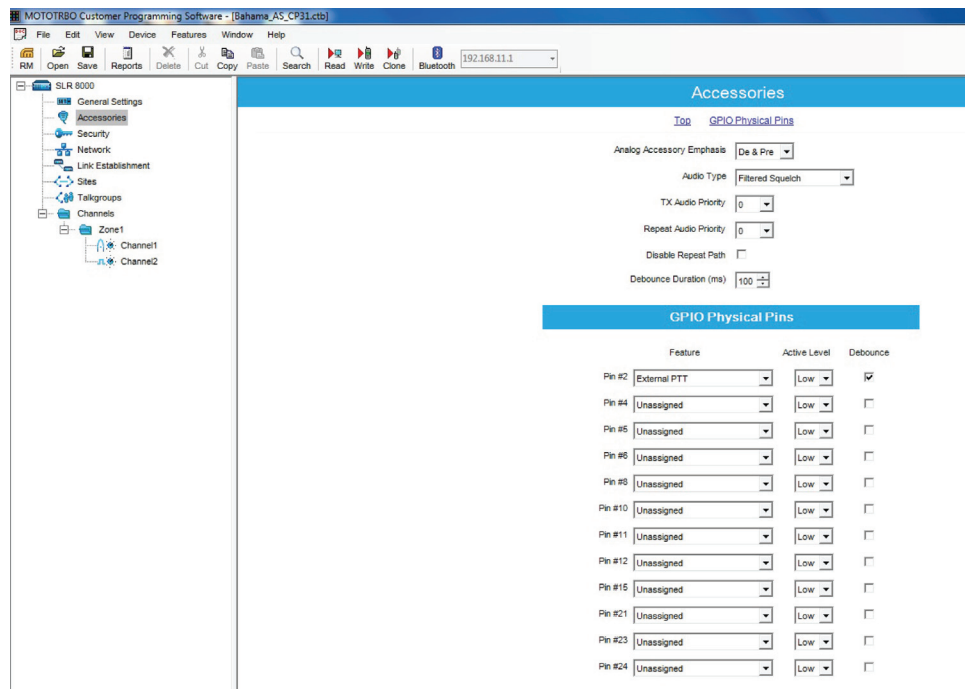 MOTOTRBO Customer Programming Software - [Bahama_AS_CP31.ctb]
File Edit View Device Features Window Help
RM Open Save Reports Delete Cut Copy Paste Search Read Write Clone Bluetooth 192.168.11.1
SLR 8000
General Settings
Accessories
Security
Network
Link Establishment
Sites
Talkgroups
Channels
Zone1
Channel1
Channel2
Accessories
Top GPIO Physical Pins
Analog Accessory Emphasis De & Pre
Audio Type Filtered Squelch
TX Audio Priority 0
Repeat Audio Priority 0
Disable Repeat Path
Debounce Duration (ms) 100
GPIO Physical Pins
Feature Active Level Debounce
Pin #2 External PTT Low
Pin #4 Unassigned Low
Pin #5 Unassigned Low
Pin #6 Unassigned Low
Pin #8 Unassigned Low
Pin #10 Unassigned Low
Pin #11 Unassigned Low
Pin #12 Unassigned Low
Pin #15 Unassigned Low
Pin #21 Unassigned Low
Pin #23 Unassigned Low
Pin #24 Unassigned Low